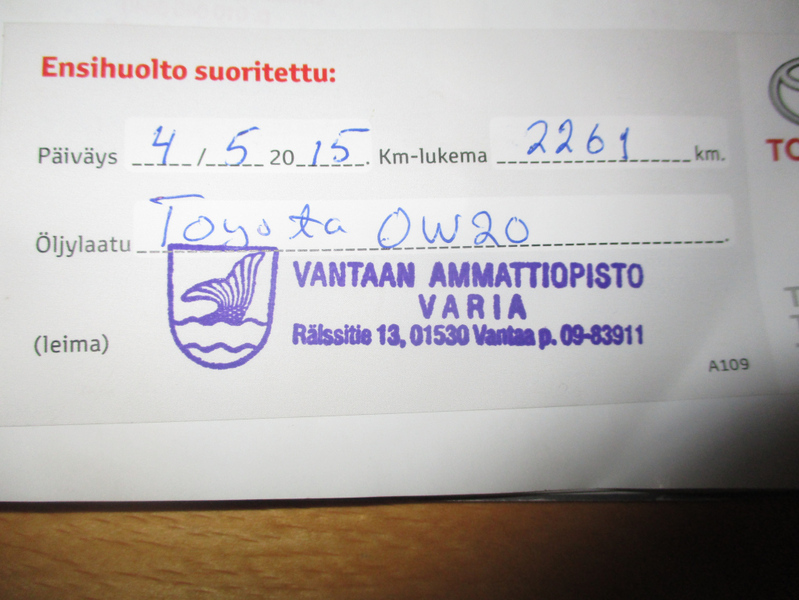 Ensihuolto suoritettu:
Päiväys 4/5 2015. Km-lukema 2261 km.
Öljylaatu Toyota 0W20.
VANTAAN AMMATTIOPISTO
VARIA
Rälssitie 13, 01530 Vantaa p. 09-83911
(leima)
A109